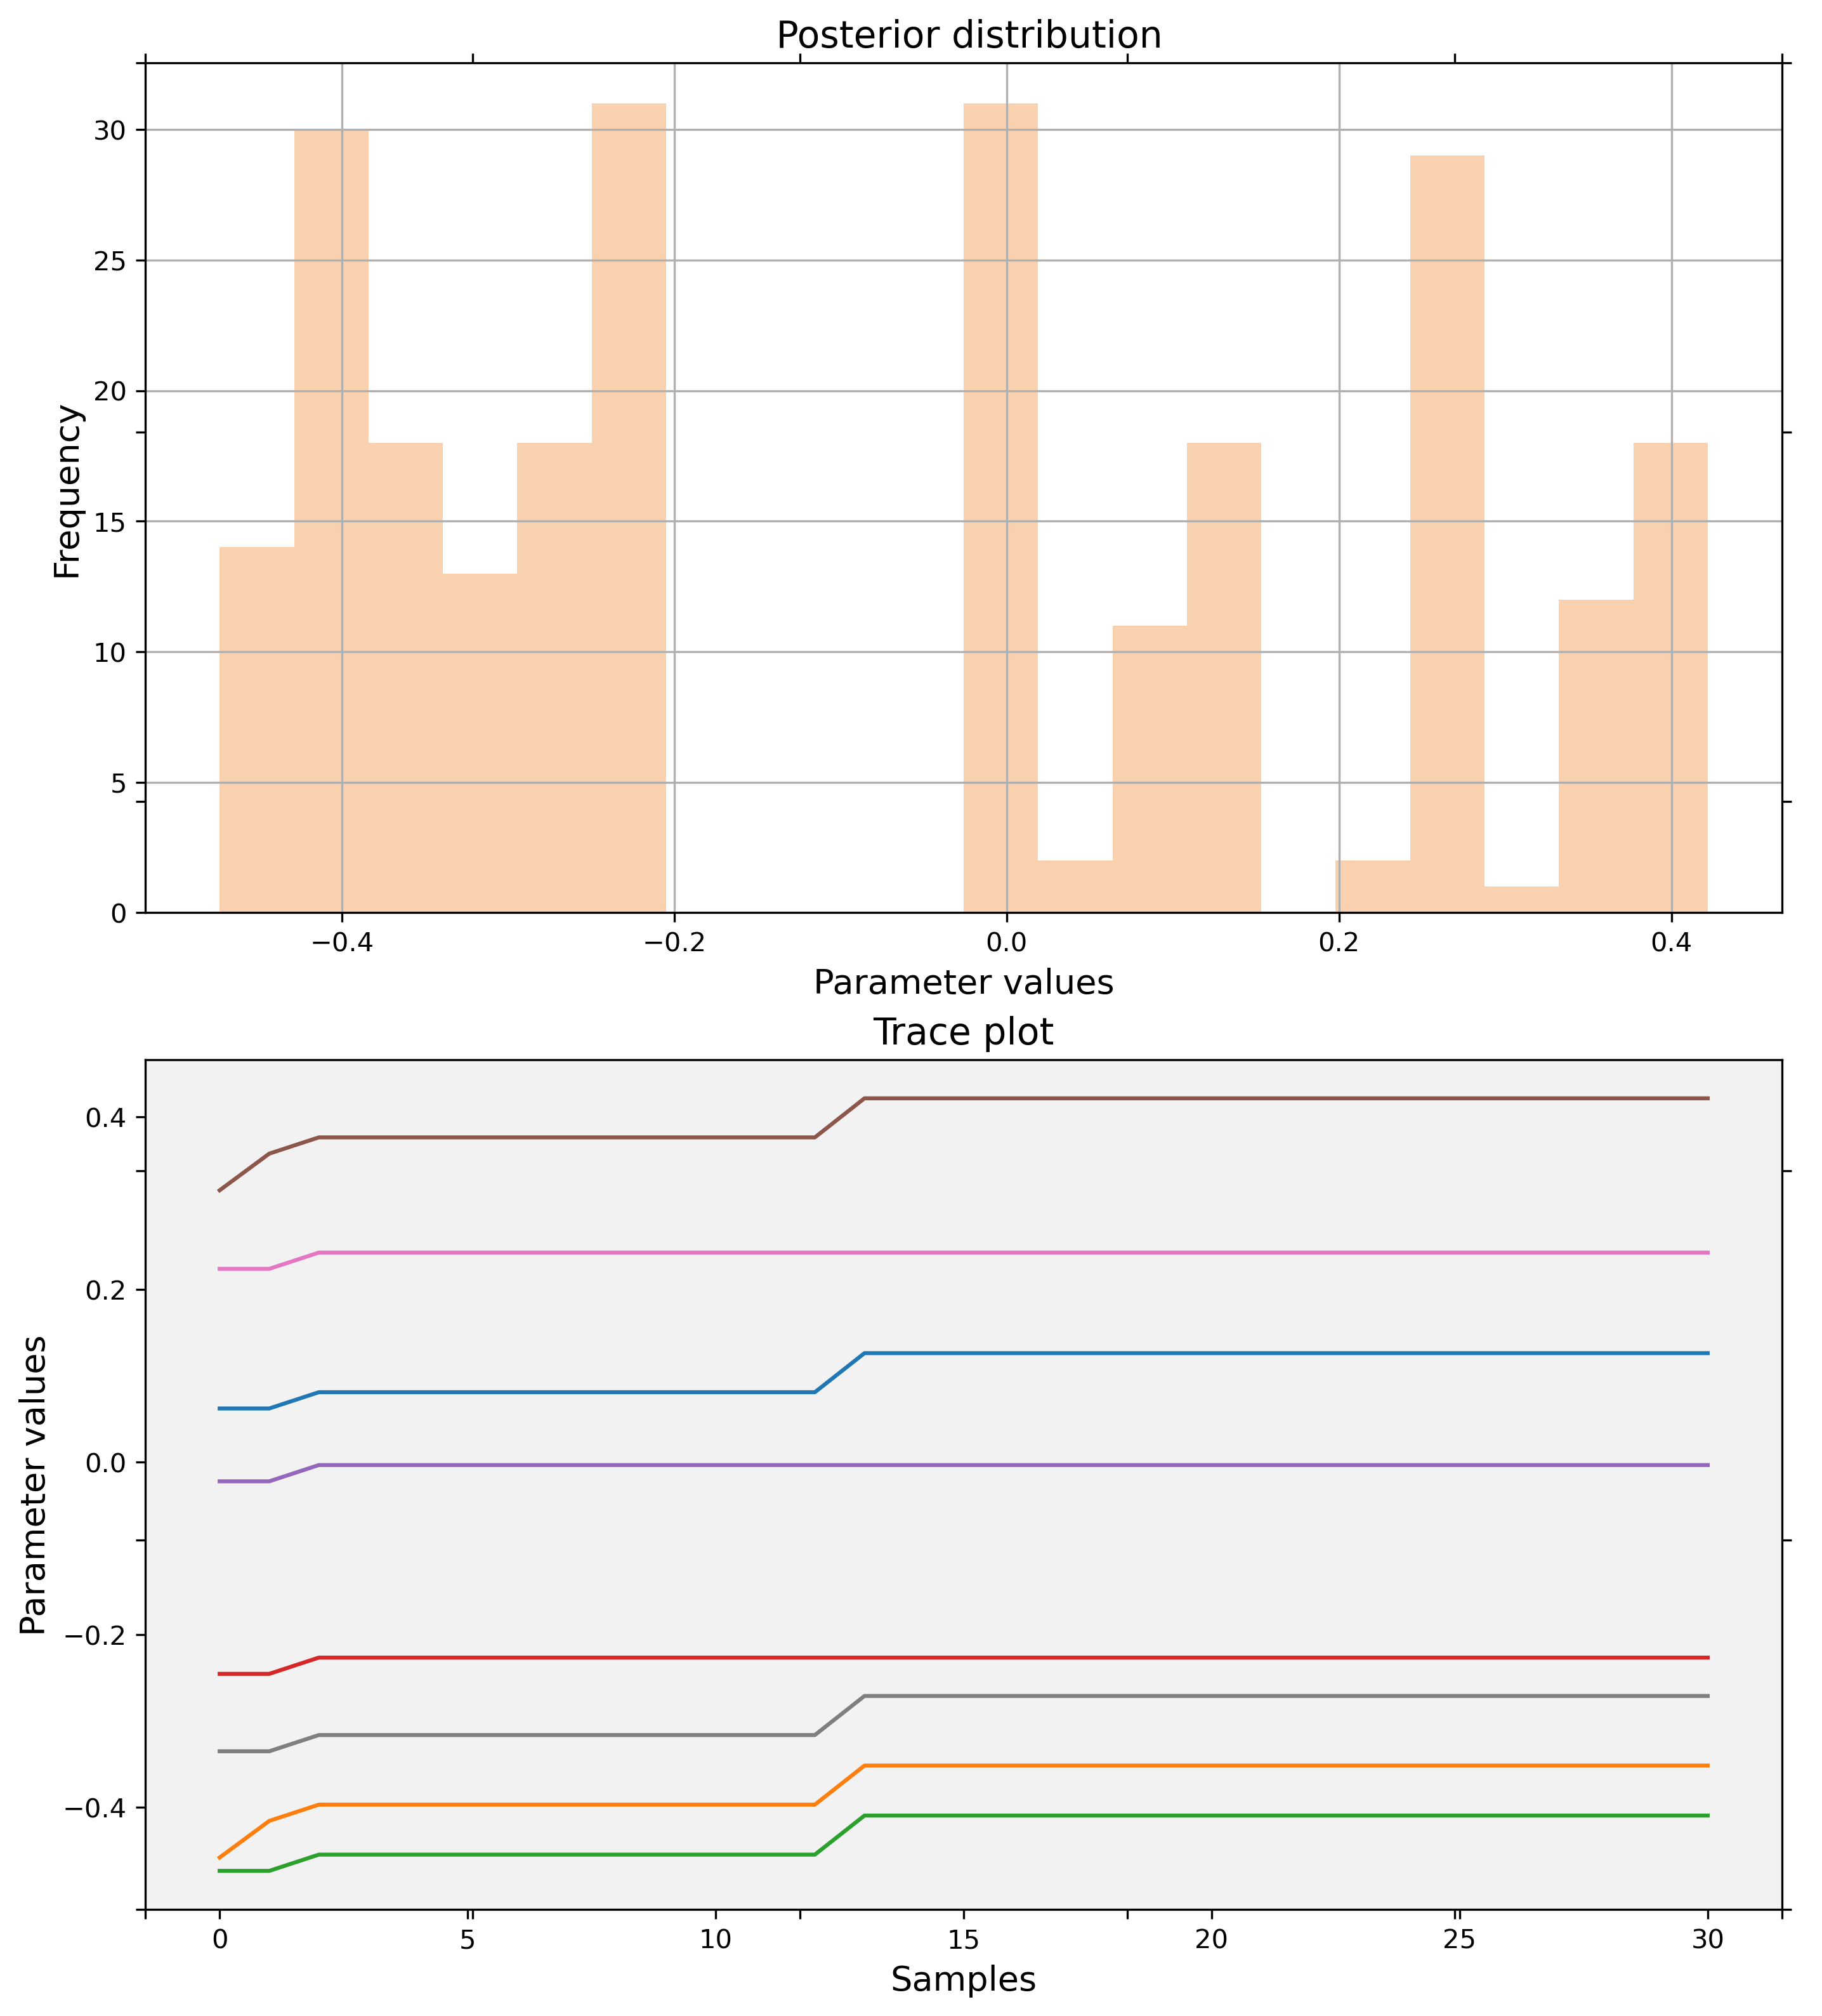 Posterior distribution
30
25
20
15
10
5
0
Frequency
−0.4 −0.2 0.0 0.2 0.4
Parameter values
Trace plot
0.4
0.2
0.0
−0.2
−0.4
Parameter values
0 5 10 15 20 25 30
Samples